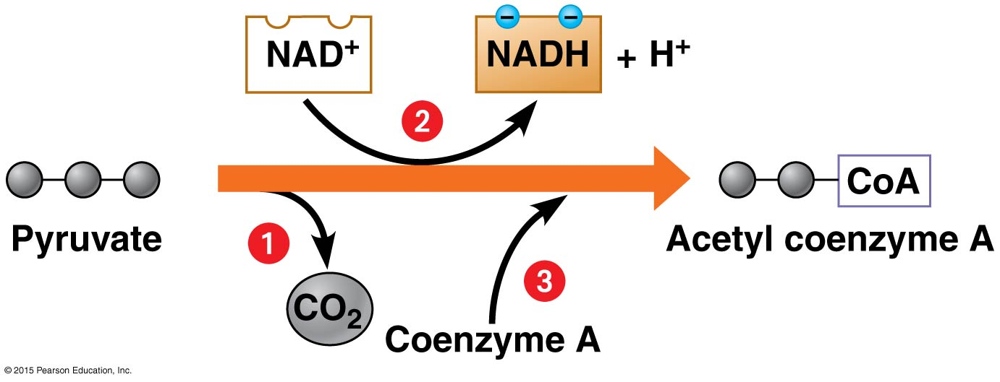 NAD⁺
− −
NADH + H⁺
2
Pyruvate
CoA
Acetyl coenzyme A
1
CO₂
3
Coenzyme A
© 2015 Pearson Education, Inc.